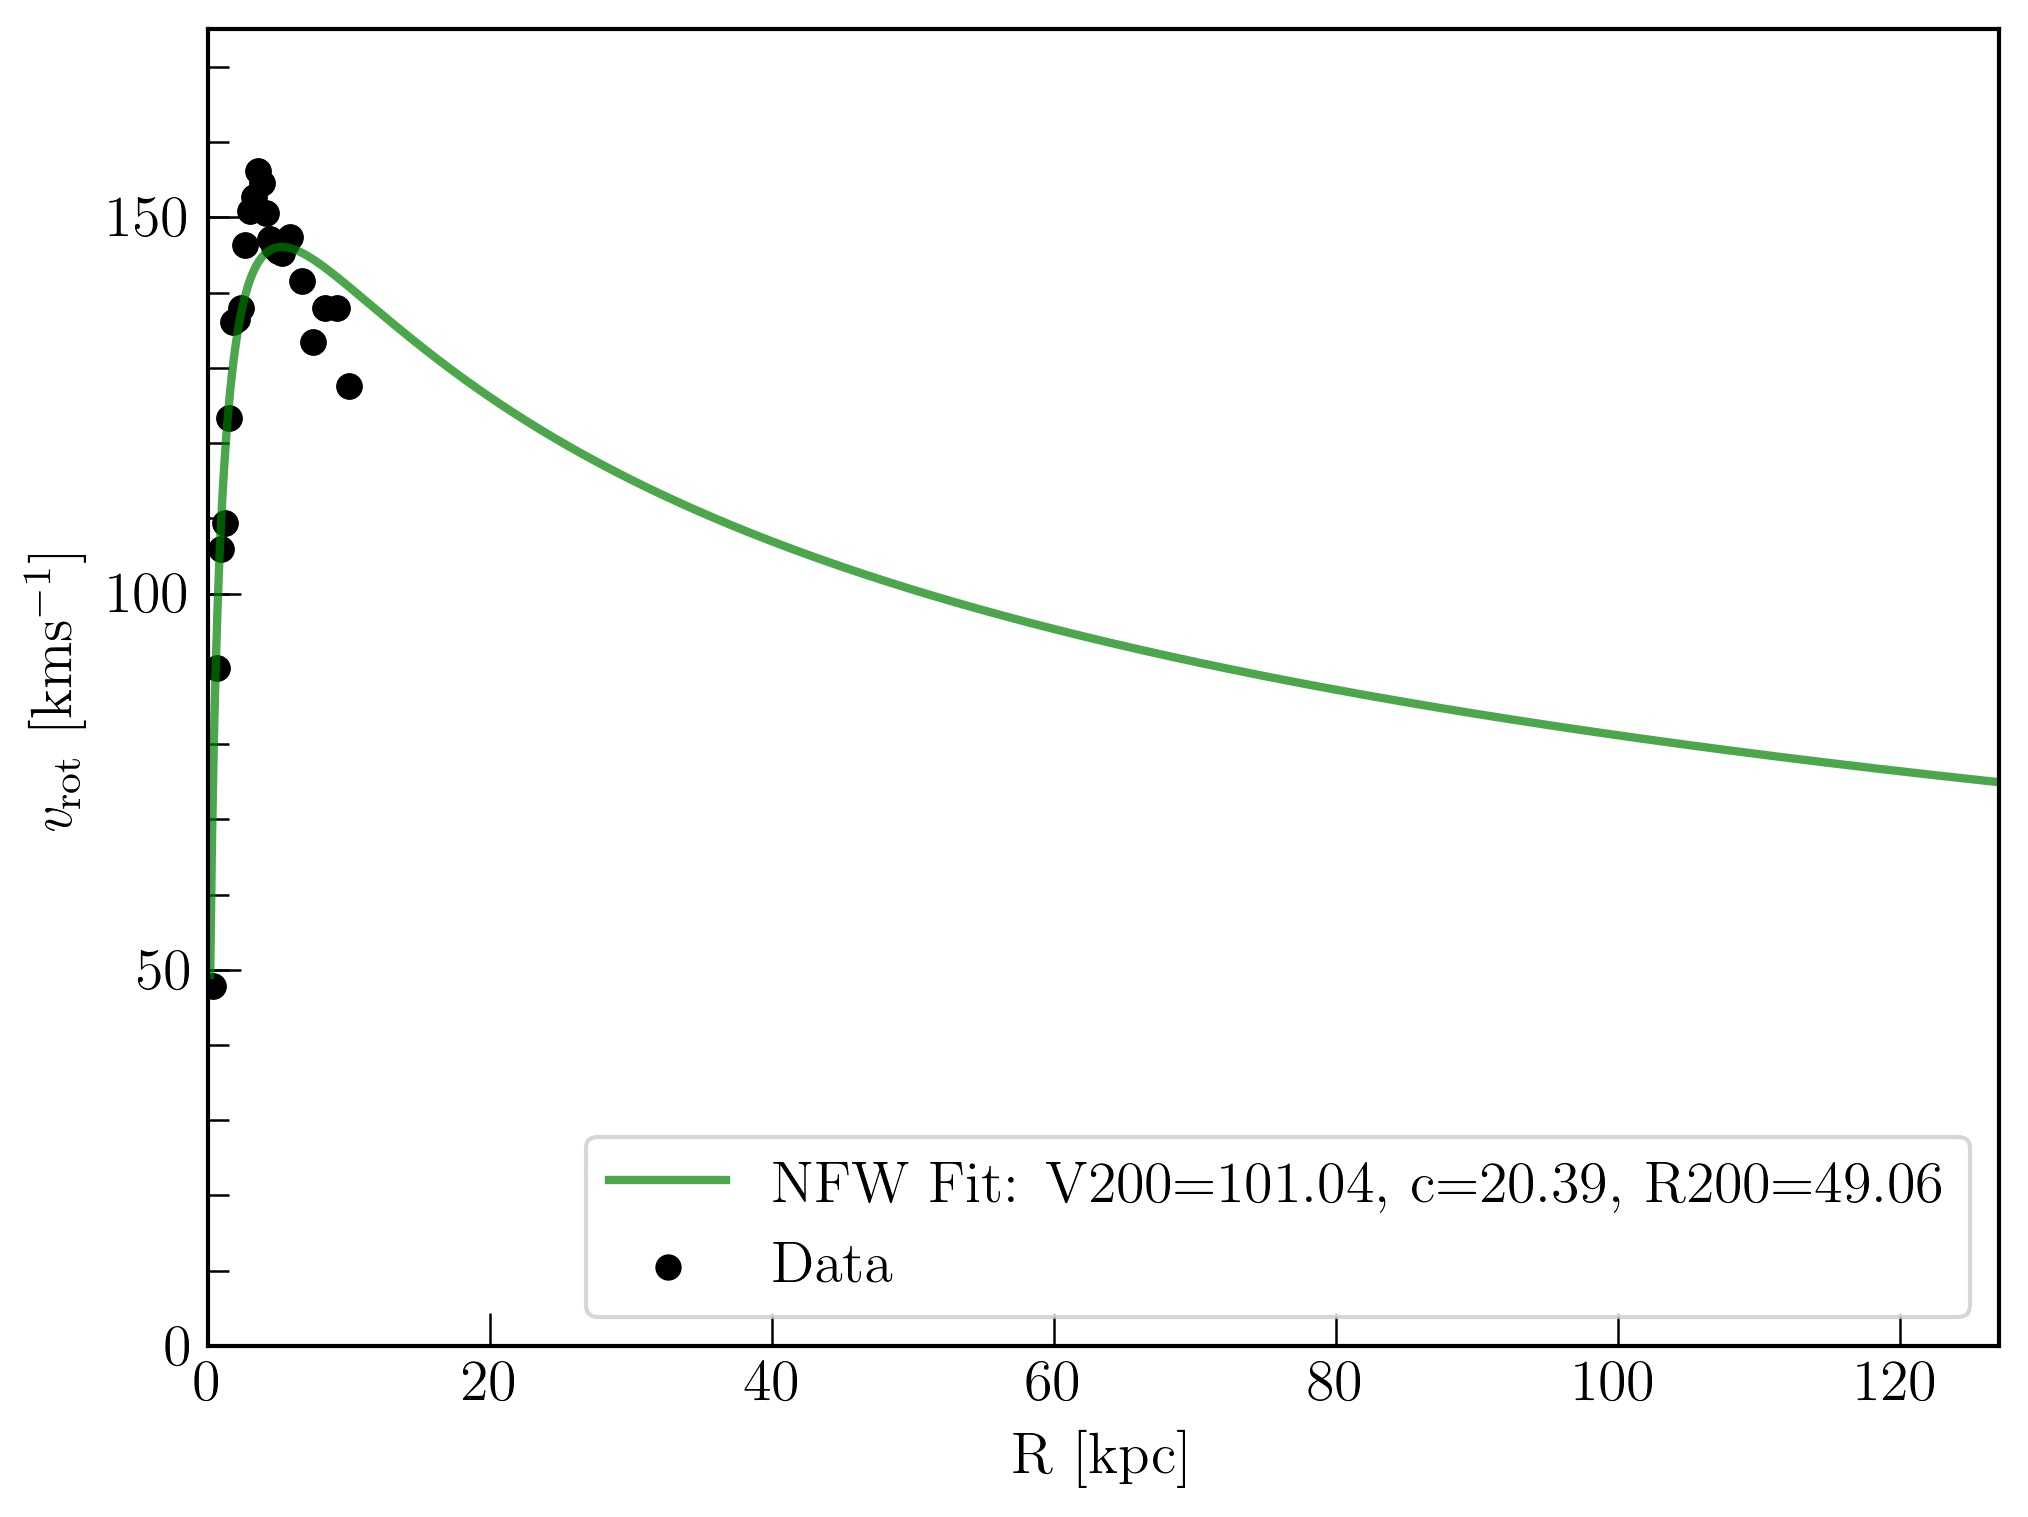 150
100
50
0
v_rot [kms⁻¹]
NFW Fit: V200=101.04, c=20.39, R200=49.06
Data
0 20 40 60 80 100 120
R [kpc]